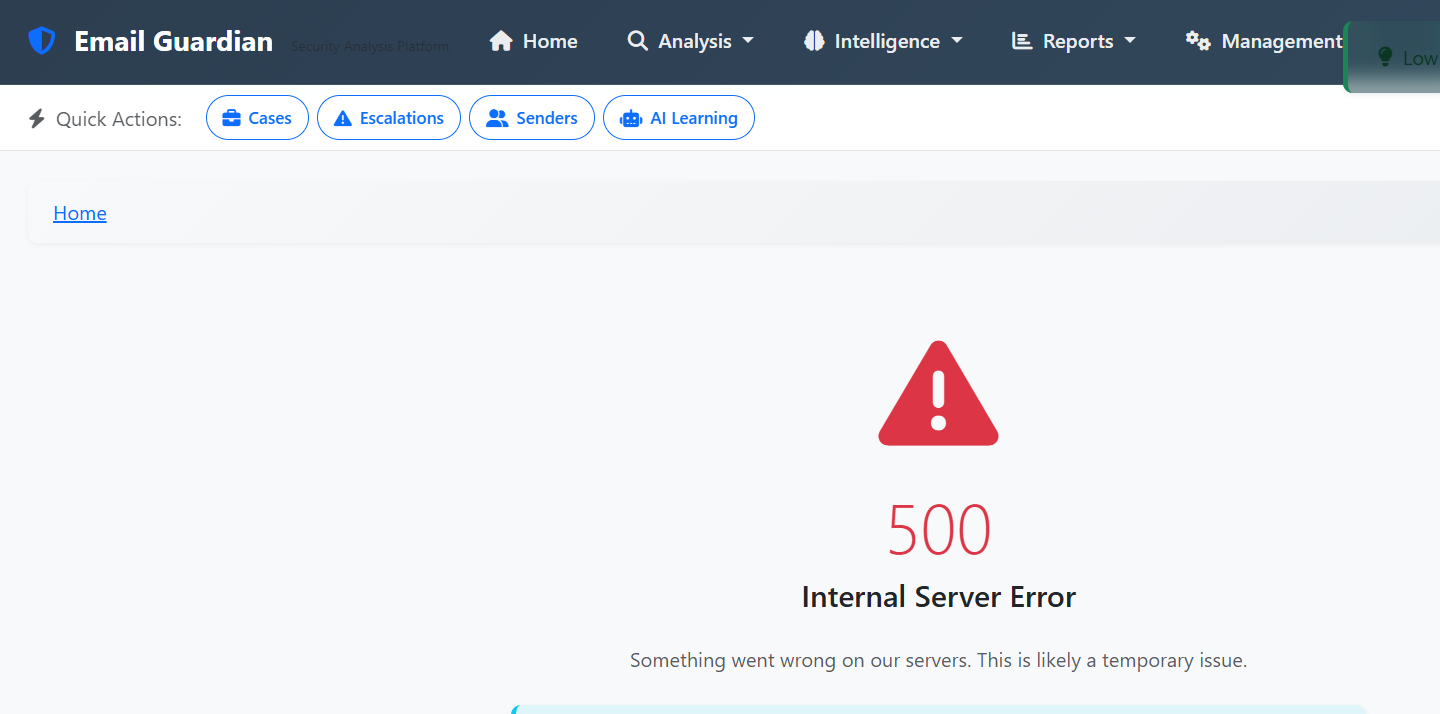 Email Guardian Security Analysis Platform Home Analysis Intelligence Reports Management Low
Quick Actions: Cases Escalations Senders AI Learning
Home
500
Internal Server Error
Something went wrong on our servers. This is likely a temporary issue.